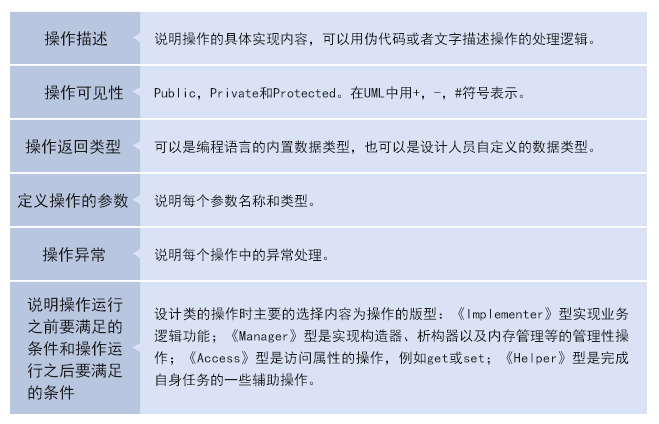 操作描述
说明操作的具体实现内容，可以用伪代码或者文字描述操作的处理逻辑。
操作可见性
Public，Private和Protected。在UML中用+，-，#符号表示。
操作返回类型
可以是编程语言的内置数据类型，也可以是设计人员自定义的数据类型。
定义操作的参数
说明每个参数名称和类型。
操作异常
说明每个操作中的异常处理。
说明操作运行
之前要满足的
条件和操作运
行之后要满足
的条件
设计类的操作时主要的选择内容为操作的版型：《Implementer》型实现业务
逻辑功能；《Manager》型是实现构造器、析构器以及内存管理等的管理性操
作；《Access》型是访问属性的操作，例如get或set；《Helper》型是完成
自身任务的一些辅助操作。